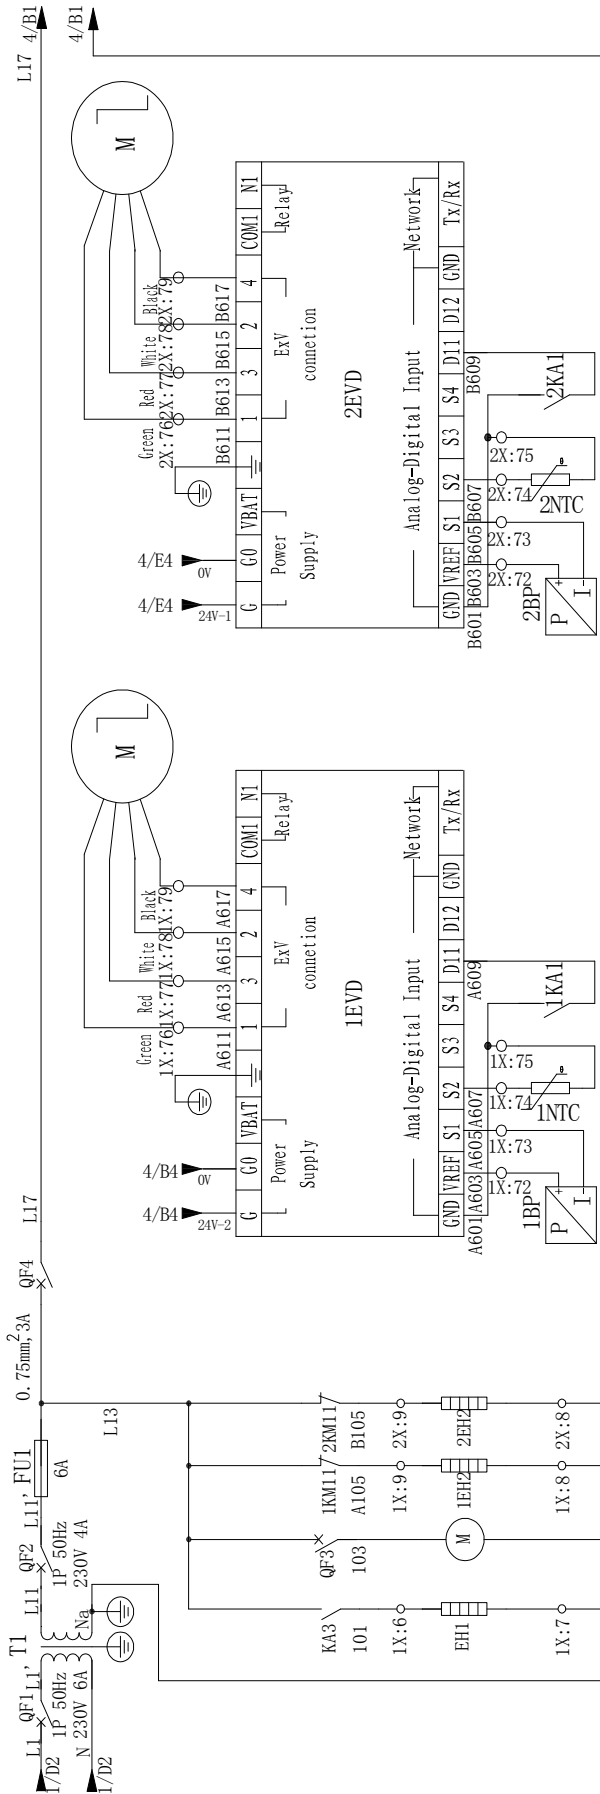 1/D2
1/D2
L1
N
QF1
1P 50Hz
230V 6A
L1'
T1
Na
L11
QF2
1P 50Hz
230V 4A
L11'
FU1
6A
0.75mm²,3A
QF4
L17
L17
4/B1
4/B1
L13
KA3
101
1X:6
EH1
1X:7
QF3
103
M
1KM11
A105
1X:9
1EH2
1X:8
2KM11
B105
2X:9
2EH2
2X:8
4/B4
24V-2
4/B4
0V
G
G0
VBAT
1
3
2
4
COM1
N1
Power
Supply
ExV
connetion
Relay
A611
A613
A615
A617
1X:76
1X:77
1X:78
1X:79
Green
Red
White
Black
M
1EVD
Analog-Digital Input
Network
GND
VREF
S1
S2
S3
S4
D11
D12
GND
Tx/Rx
A601
A603
A605
A607
A609
1X:72
1X:73
1X:74
1X:75
1BP
P
I
+
-
θ
1NTC
1KA1
4/E4
24V-1
4/E4
0V
G
G0
VBAT
1
3
2
4
COM1
N1
Power
Supply
ExV
connetion
Relay
B611
B613
B615
B617
2X:76
2X:77
2X:78
2X:79
Green
Red
White
Black
M
2EVD
Analog-Digital Input
Network
GND
VREF
S1
S2
S3
S4
D11
D12
GND
Tx/Rx
B601
B603
B605
B607
B609
2X:72
2X:73
2X:74
2X:75
2BP
P
I
+
-
θ
2NTC
2KA1